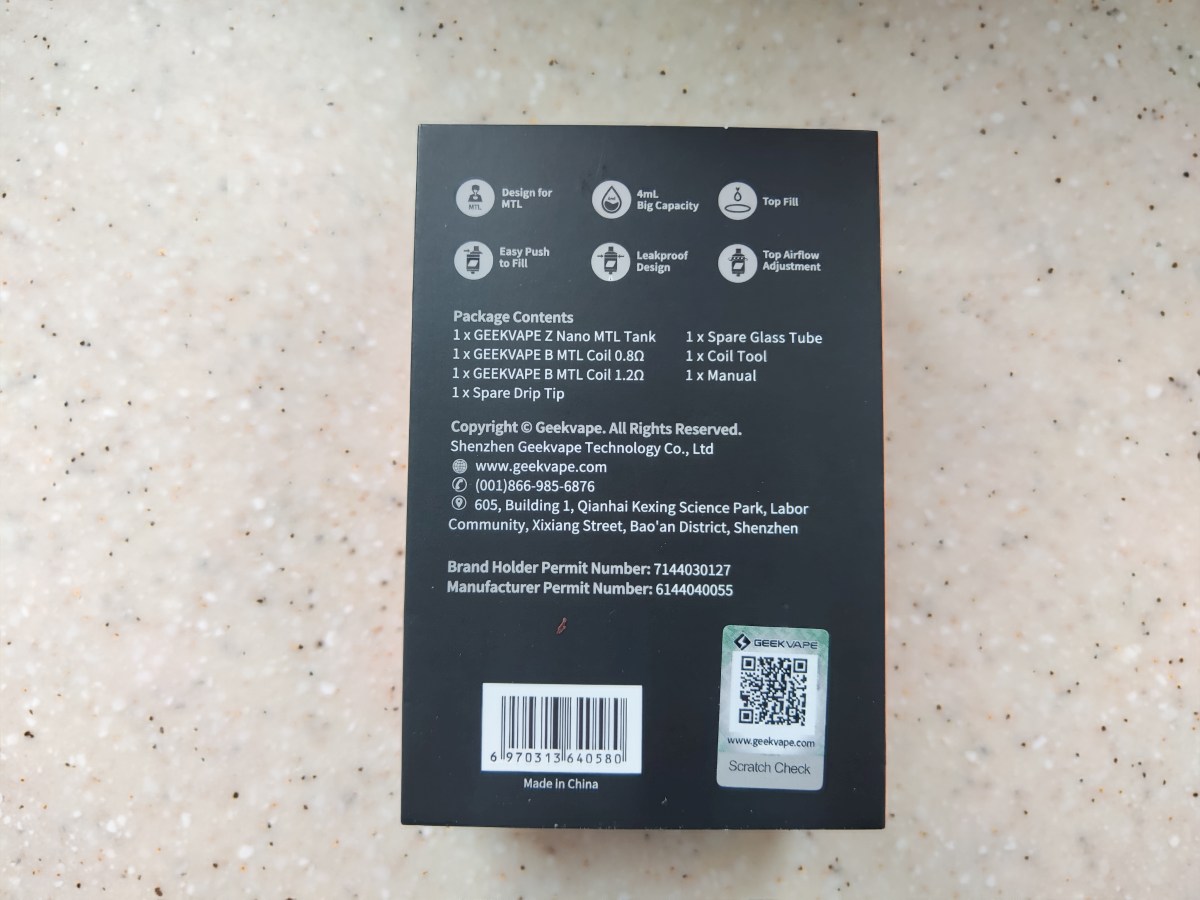 Design for
MTL
MTL
4mL
Big Capacity
Top Fill
Easy Push
to Fill
Leakproof
Design
Top Airflow
Adjustment
Package Contents
1 x GEEKVAPE Z Nano MTL Tank
1 x GEEKVAPE B MTL Coil 0.8Ω
1 x GEEKVAPE B MTL Coil 1.2Ω
1 x Spare Drip Tip
1 x Spare Glass Tube
1 x Coil Tool
1 x Manual
Copyright © Geekvape. All Rights Reserved.
Shenzhen Geekvape Technology Co., Ltd
www.geekvape.com
(001)866-985-6876
605, Building 1, Qianhai Kexing Science Park, Labor
Community, Xixiang Street, Bao'an District, Shenzhen
Brand Holder Permit Number: 7144030127
Manufacturer Permit Number: 6144040055
6 970313 640580
Made in China
GEEKVAPE
www.geekvape.com
Scratch Check